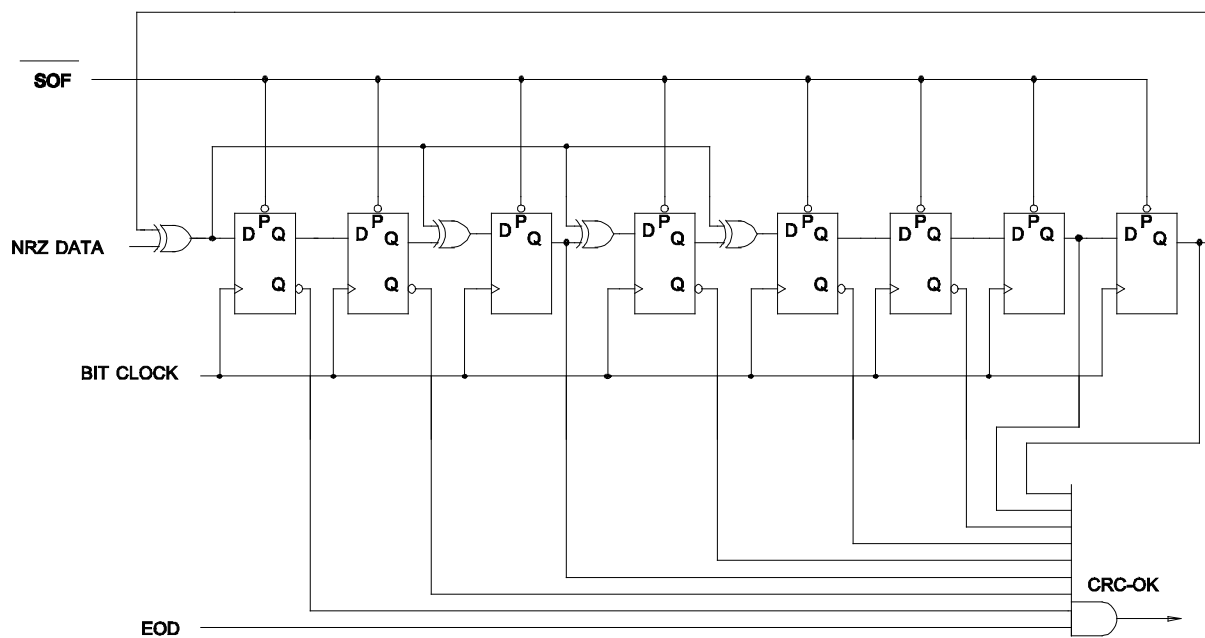 SOF
P P P P P P P P
D Q D Q D Q D Q D Q D Q D Q D Q
NRZ DATA
Q Q Q Q Q Q Q Q
BIT CLOCK
CRC-OK
EOD